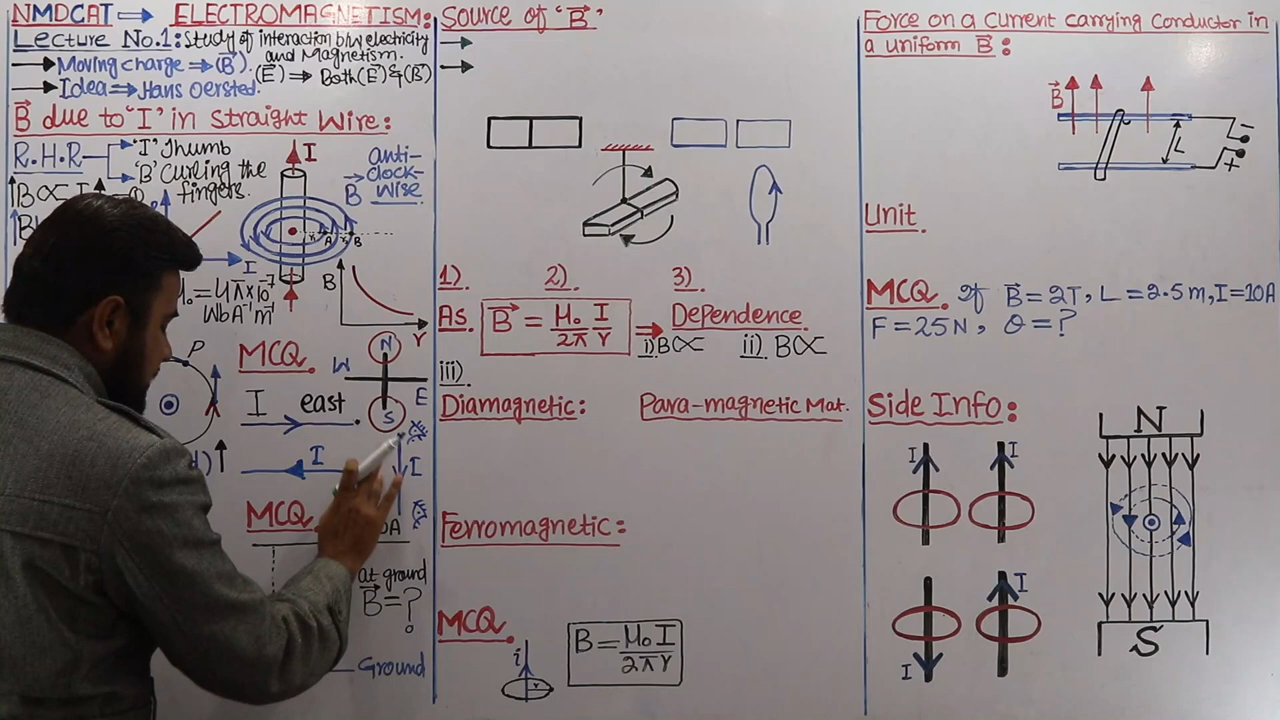 NMDCAT → ELECTROMAGNETISM:
Lecture No.1: Study of interaction b/w electricity
and Magnetism.
→ Moving charge ⇒ (B⃗).
(E⃗) ⇒ Both (E⃗) & (B⃗)
→ Idea ⇒ Hans Oersted.
B⃗ due to "I" in Straight Wire:
R.H.R
"I" Thumb
"B" Curling the
fingers.
B∝I
I
anti-
clock-
wise
B⃗
A
B
I
μ₀ = 4π×10⁻⁷
WbA⁻¹m⁻¹
B
r
P
MCQ.
N
W
E
S
I east
d)
I
I
MCQ
A
at ground
B⃗ = ?
Ground
Source of "B⃗"
→
→
1).
2).
3).
As. B⃗ = μ₀/2π I/r ⇒ Dependence.
i) B∝
ii) B∝
iii)
Diamagnetic:
Para-magnetic Mat.
Ferromagnetic:
MCQ.
i
r
B = μ₀I/2πr
Force on a current carrying conductor in
a uniform B⃗:
B⃗
L
−
+
Unit
MCQ. If B⃗ = 2T, L = 2.5m, I = 10A
F = 25N, θ = ?
Side Info:
I
I
I
I
N
S